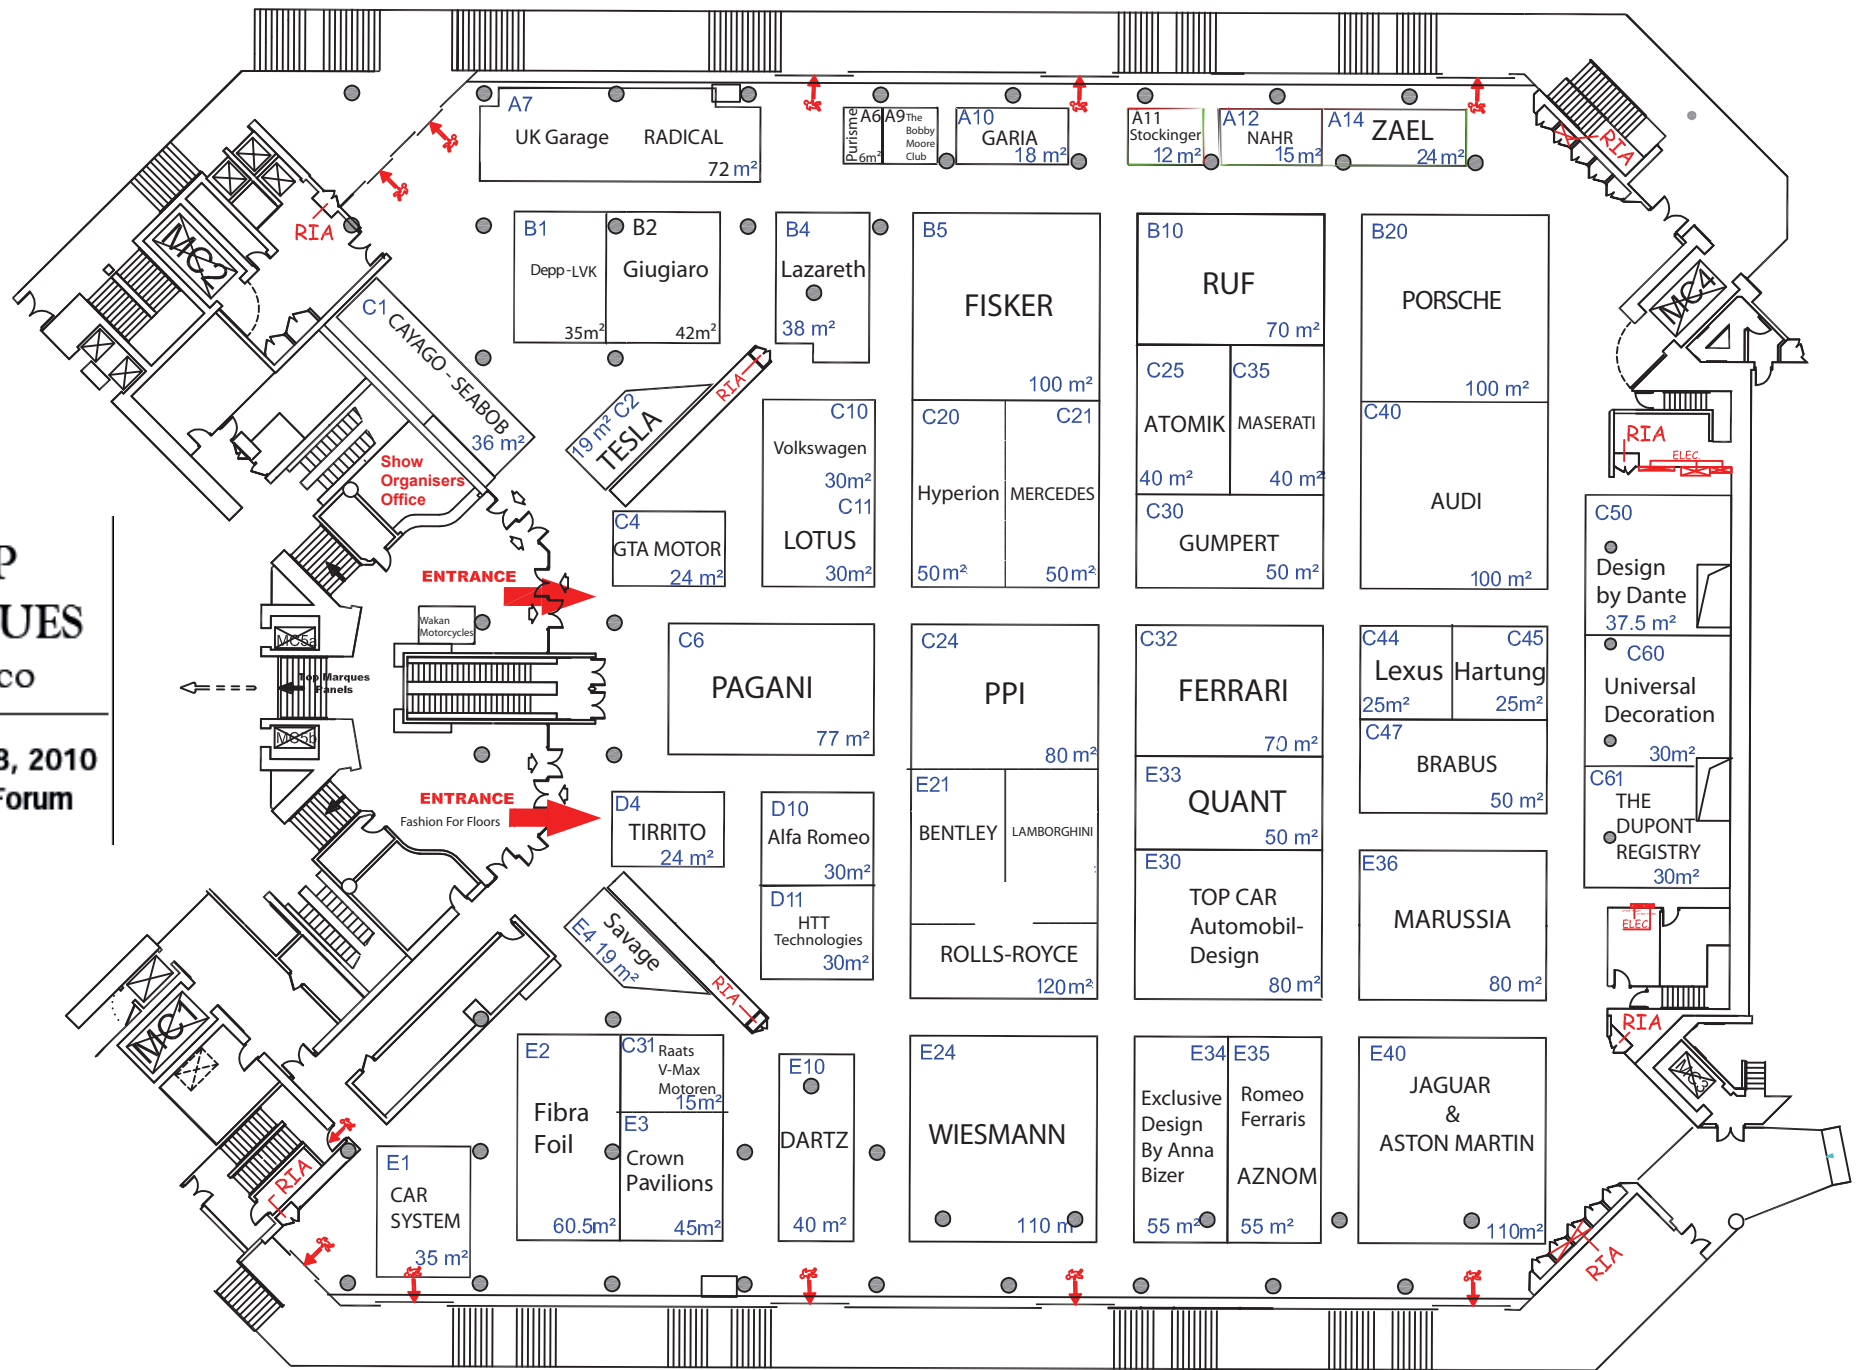 A7
UK Garage RADICAL
72 m²
Purisme
A6
6m²
A9 The
Bobby
Moore
Club
A10
GARIA
18 m²
A11
Stockinger
12 m²
A12
NAHR
15 m²
A14 ZAEL
24 m²
RIA
MC2
RIA
B1
Depp-LVK
35m²
B2
Giugiaro
42m²
B4
Lazareth
38 m²
B5
FISKER
100 m²
B10
RUF
70 m²
B20
PORSCHE
100 m²
MC4
C1 CAYAGO - SEABOB
36 m²
Show
Organisers
Office
19 m² C2
TESLA
RIA
C10
Volkswagen
30m²
C11
LOTUS
30m²
C20
Hyperion
50m²
C21
MERCEDES
50m²
C25
ATOMIK
40 m²
C35
MASERATI
40 m²
C30
GUMPERT
50 m²
C40
AUDI
100 m²
RIA
ELEC.
C50
Design
by Dante
37.5 m²
C4
GTA MOTOR
24 m²
ENTRANCE
Wakan
Motorcycles
MC5a
Top Marques
Panels
MC5b
P
UES
co
8, 2010
Forum
C6
PAGANI
77 m²
C24
PPI
80 m²
C32
FERRARI
70 m²
C44
Lexus
25m²
C45
Hartung
25m²
C47
BRABUS
50 m²
C60
Universal
Decoration
30m²
C61
THE
DUPONT
REGISTRY
30m²
ENTRANCE
Fashion For Floors
D4
TIRRITO
24 m²
D10
Alfa Romeo
30m²
D11
HTT
Technologies
30m²
E21
BENTLEY
LAMBORGHINI
ROLLS-ROYCE
120m²
E33
QUANT
50 m²
E30
TOP CAR
Automobil-
Design
80 m²
E36
MARUSSIA
80 m²
ELEC.
RIA
MC3
Savage
E4 19 m²
RIA
MC1
RIA
E1
CAR
SYSTEM
35 m²
E2
Fibra
Foil
60.5m²
C31 Raats
V-Max
Motoren
15m²
E3
Crown
Pavilions
45m²
E10
DARTZ
40 m²
E24
WIESMANN
110 m
E34
Exclusive
Design
By Anna
Bizer
55 m²
E35
Romeo
Ferraris
AZNOM
55 m²
E40
JAGUAR
&
ASTON MARTIN
110m²
RIA